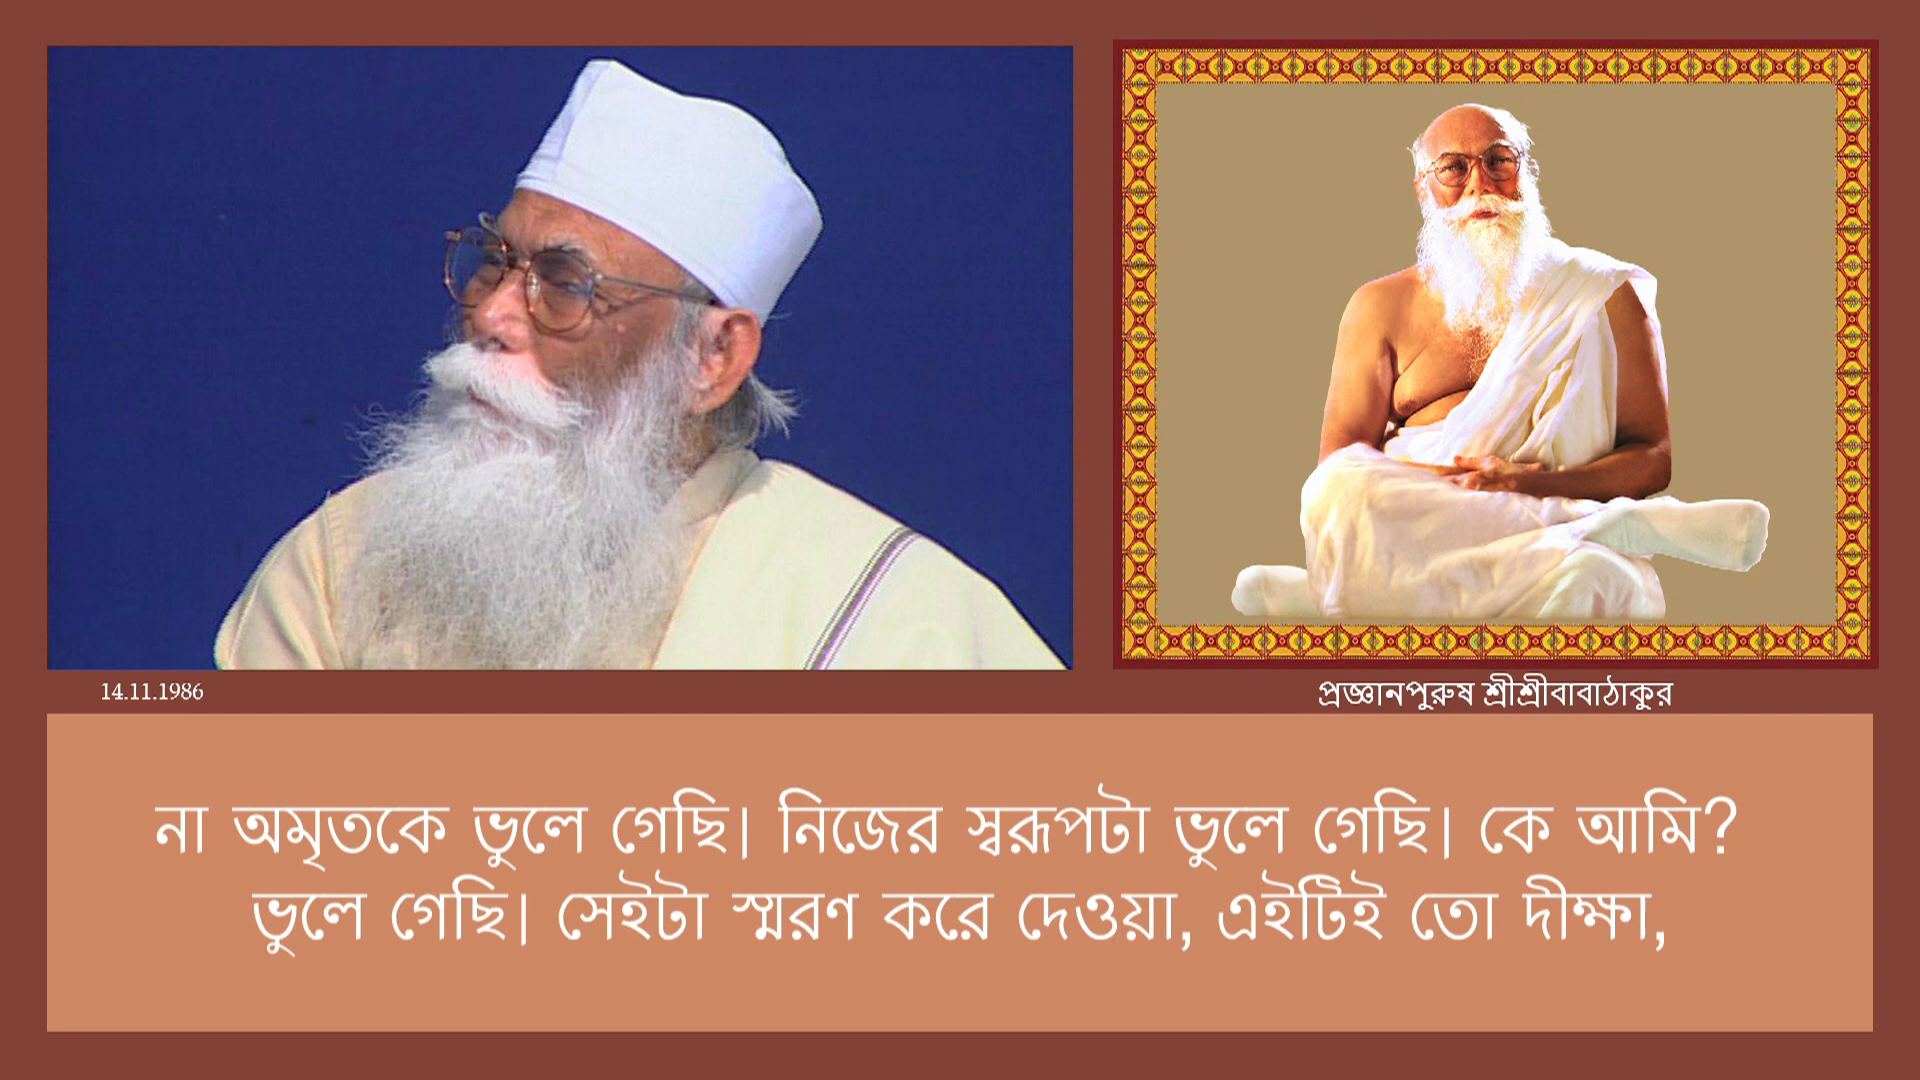 14.11.1986
প্রজ্ঞানপুরুষ শ্রীশ্রীবাবাঠাকুর
না অমৃতকে ভুলে গেছি। নিজের স্বরূপটা ভুলে গেছি। কে আমি?
ভুলে গেছি। সেইটা স্মরণ করে দেওয়া, এইটিই তো দীক্ষা,